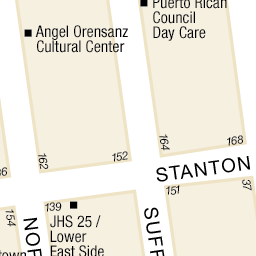 Puerto Rican
Council
Day Care
Angel Orensanz
Cultural Center
164
168
162
152
STANTON
151
37
139
154
JHS 25 /
Lower
East Side